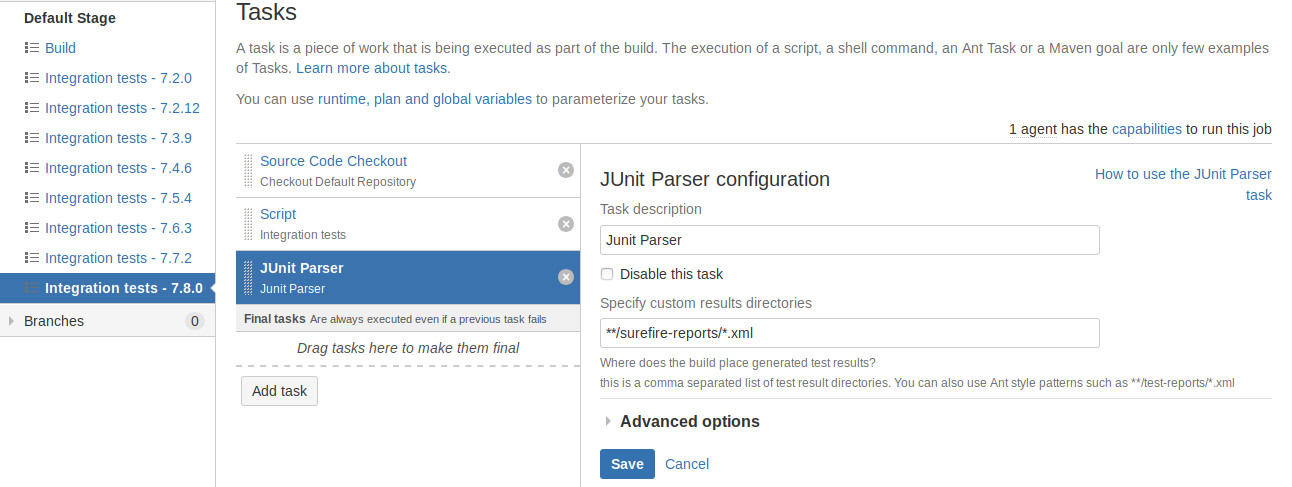 Default Stage
Build
Integration tests - 7.2.0
Integration tests - 7.2.12
Integration tests - 7.3.9
Integration tests - 7.4.6
Integration tests - 7.5.4
Integration tests - 7.6.3
Integration tests - 7.7.2
Integration tests - 7.8.0
Branches 0
Tasks
A task is a piece of work that is being executed as part of the build. The execution of a script, a shell command, an Ant Task or a Maven goal are only few examples
of Tasks. Learn more about tasks.
You can use runtime, plan and global variables to parameterize your tasks.
1 agent has the capabilities to run this job
Source Code Checkout
Checkout Default Repository
Script
Integration tests
JUnit Parser
Junit Parser
Final tasks Are always executed even if a previous task fails
Drag tasks here to make them final
Add task
JUnit Parser configuration
How to use the JUnit Parser
task
Task description
Junit Parser
Disable this task
Specify custom results directories
**/surefire-reports/*.xml
Where does the build place generated test results?
this is a comma separated list of test result directories. You can also use Ant style patterns such as **/test-reports/*.xml
Advanced options
Save Cancel